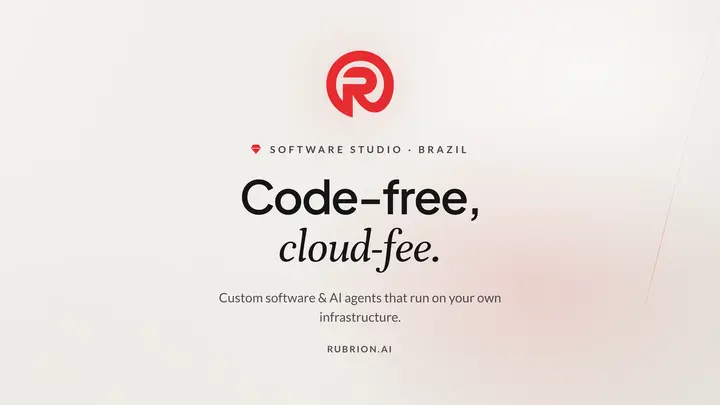 SOFTWARE STUDIO · BRAZIL
Code-free,
cloud-fee.
Custom software & AI agents that run on your own
infrastructure.
RUBRION.AI